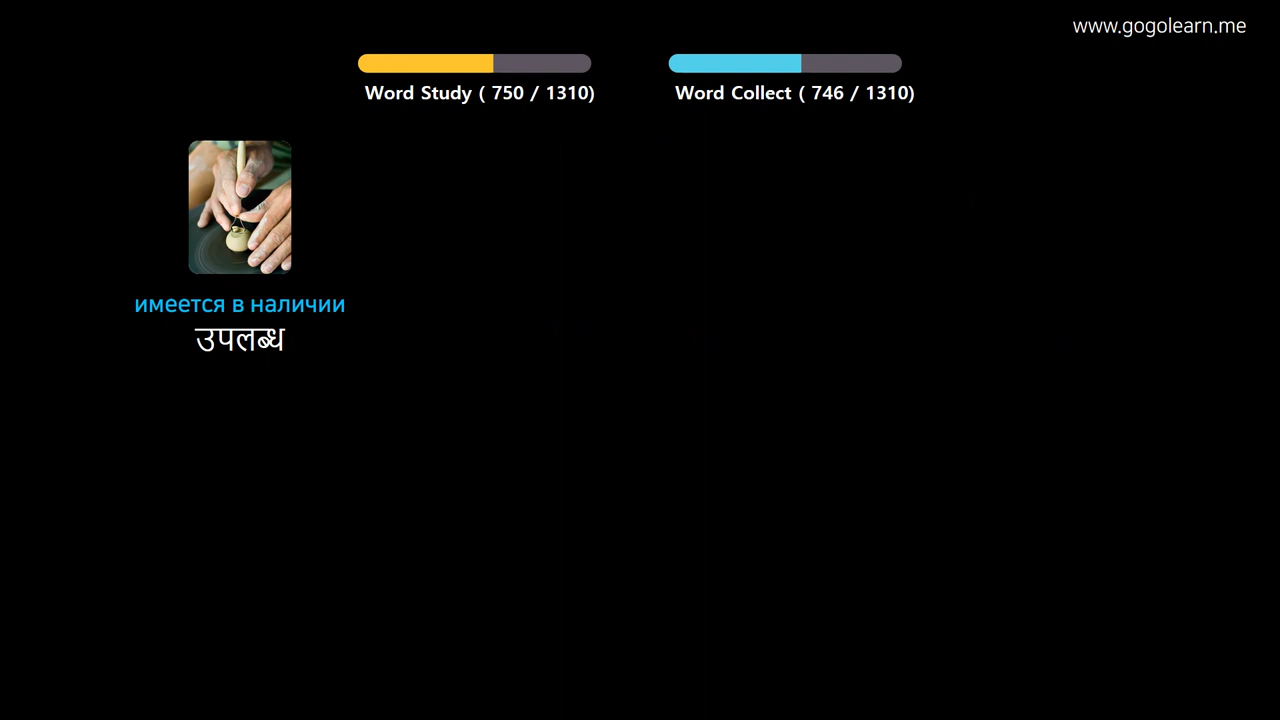 www.gogolearn.me
Word Study ( 750 / 1310)
Word Collect ( 746 / 1310)
имеется в наличии
उपलब्ध